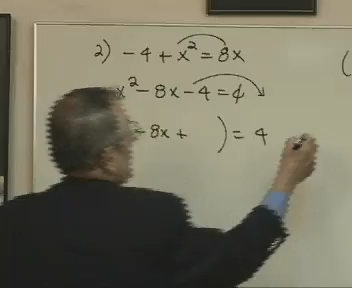 2) -4 + x² = 8x
x² - 8x - 4 = 0
- 8x +   ) = 4
(